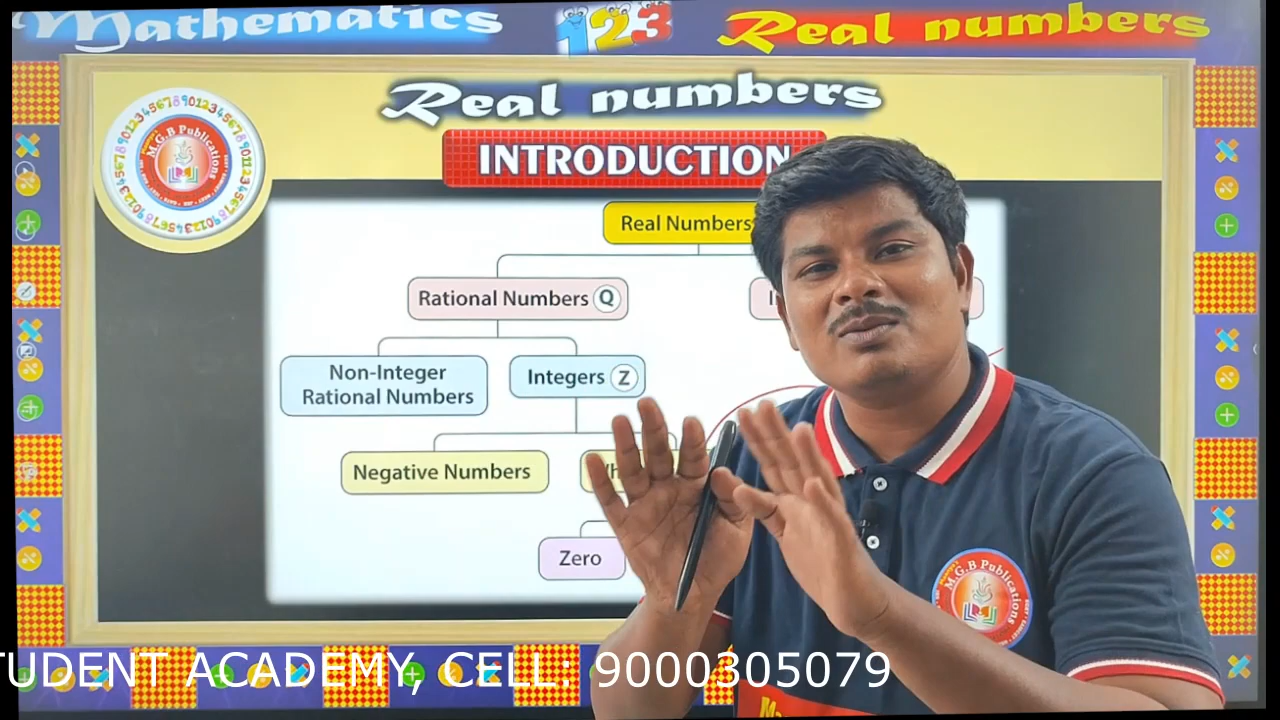 Mathematics
123
Real numbers
Real numbers
INTRODUCTION
M.G.B Publications
Real Numbers
Rational Numbers Q
Non-Integer
Rational Numbers
Integers Z
Negative Numbers
Zero
M.G.B Publications
ACADEMY, CELL: 9000305079